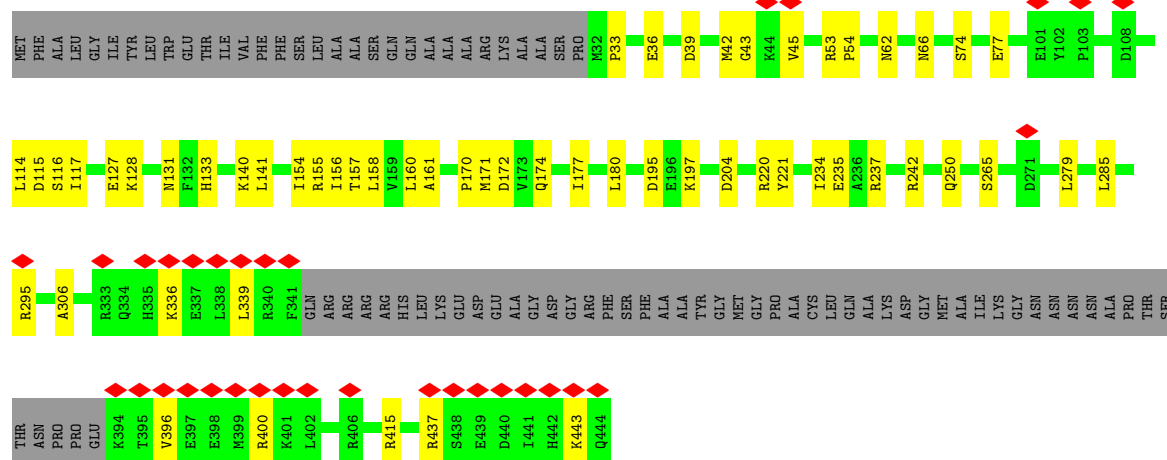 MET PHE ALA LEU GLY ILE TYR LEU TRP GLU THR ILE VAL PHE PHE SER LEU ALA ALA SER GLN GLN ALA ALA ALA ARG LYS ALA ALA SER PRO M32 P33 E36 D39 M42 G43 K44 V45 R53 P54 N62 N66 S74 E77 E101 Y102 P103 D108
L114 D115 S116 I117 E127 K128 N131 F132 H133 K140 L141 I154 R155 I156 T157 L158 V159 L160 A161 P170 M171 D172 V173 Q174 I177 L180 D195 E196 K197 D204 R220 Y221 I234 E235 A236 R237 R242 Q250 S265 D271 L279 L285
R295 A306 R333 Q334 H335 K336 E337 L338 L339 R340 F341 GLN ARG ARG ARG ARG HIS LEU LYS GLU ASP GLU ALA GLY ASP GLY ARG PHE SER PHE ALA ALA TYR GLY MET GLY PRO ALA CYS LEU GLN ALA LYS ASP GLY MET ALA ILE LYS GLY ASN ASN ASN ASN ALA PRO THR SER
THR ASN PRO PRO GLU K394 T395 V396 E397 E398 M399 R400 K401 L402 R406 R415 R437 S438 E439 D440 I441 H442 K443 Q444